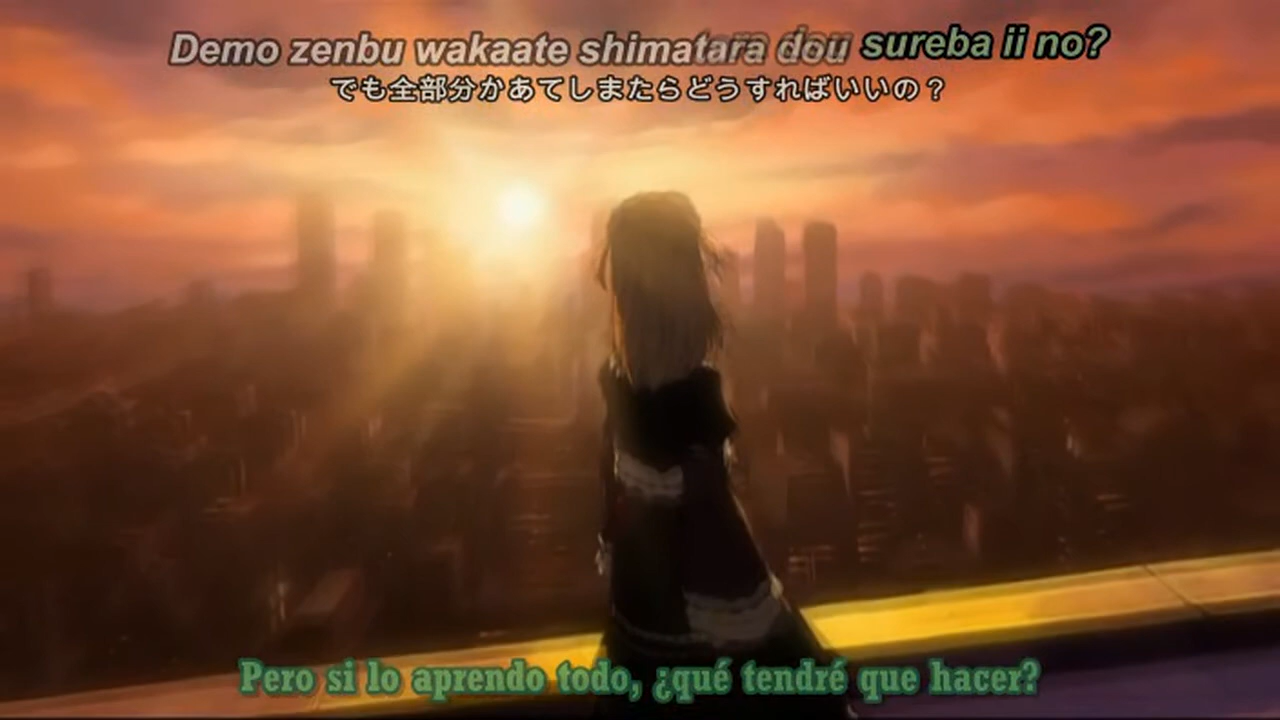 Demo zenbu wakaate shimatara dou sureba ii no?
でも全部分かあてしまたらどうすればいいの？
Pero si lo aprendo todo, ¿qué tendré que hacer?